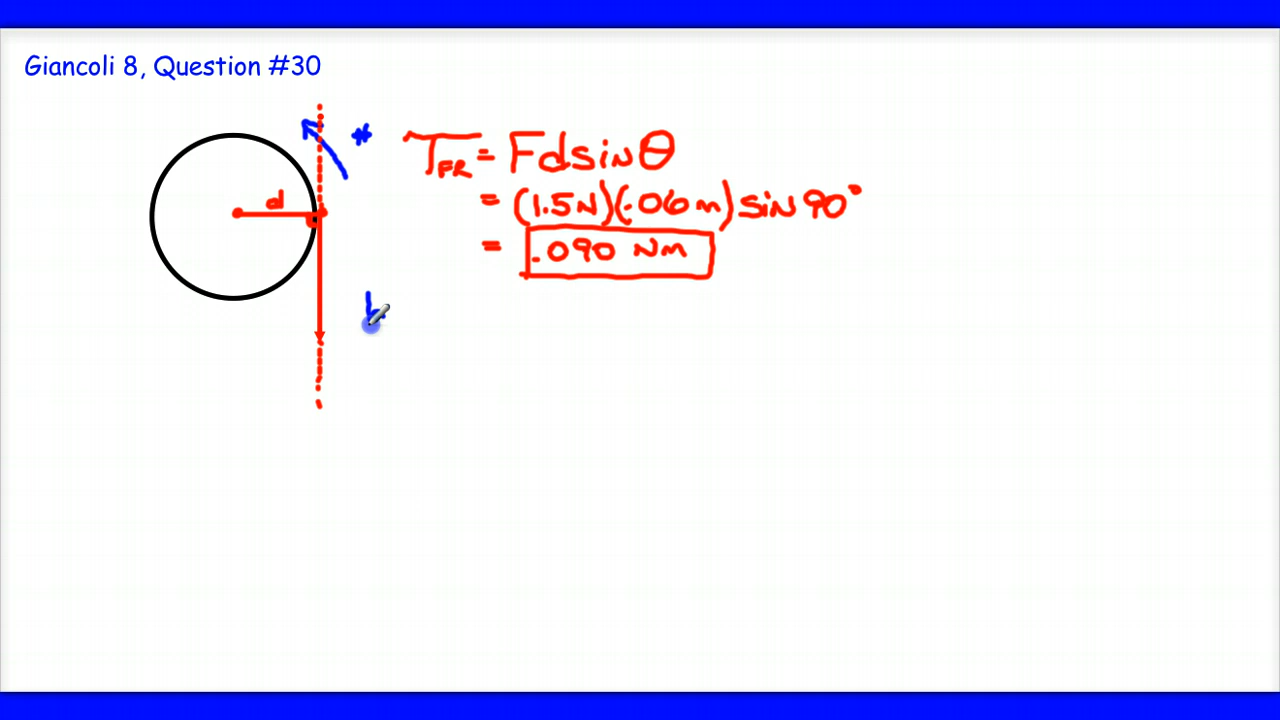 Giancoli 8, Question #30
d
*
τFR = Fdsinθ
= (1.5N)(.06m)sin90°
= .090 Nm